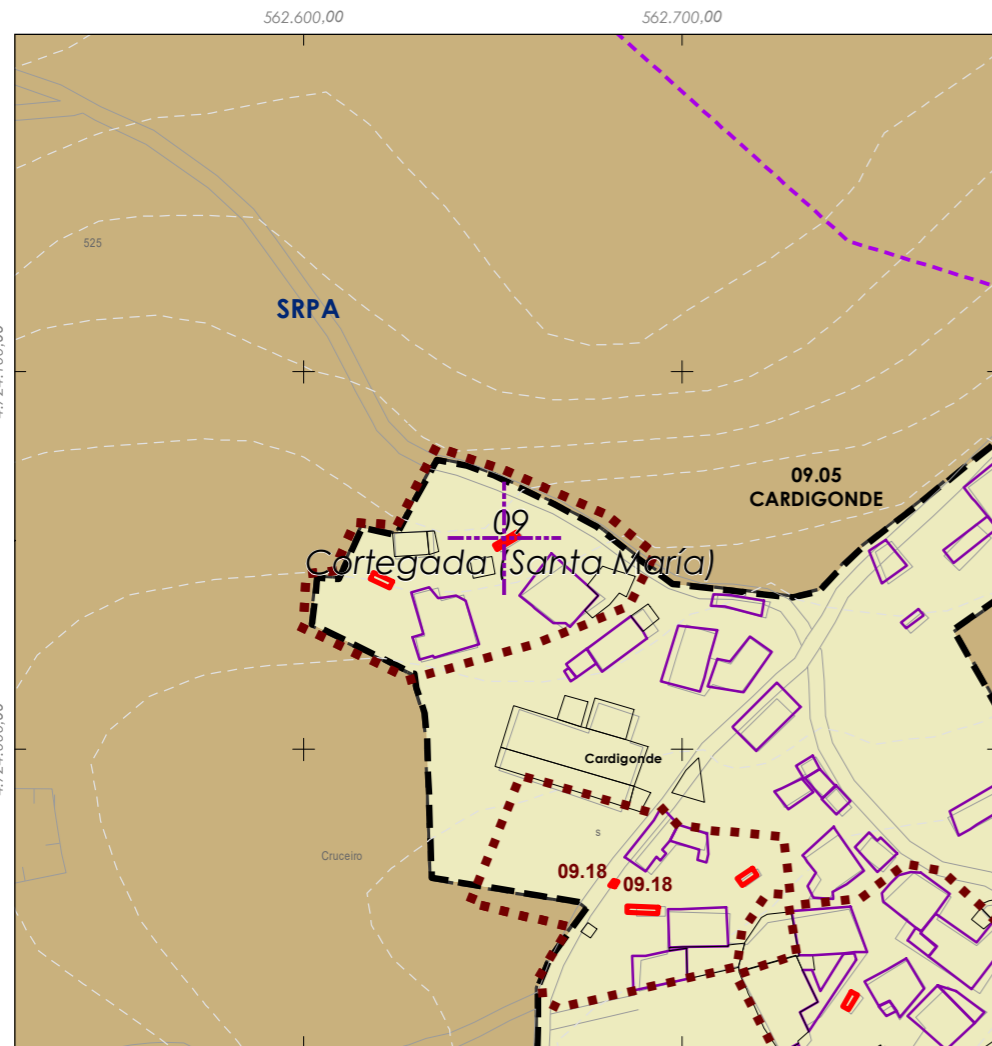 562.600,00
562.700,00
525
SRPA
09.05
CARDIGONDE
09
Cortegada (Santa María)
Cardigonde
s
Cruceiro
09.18
09.18